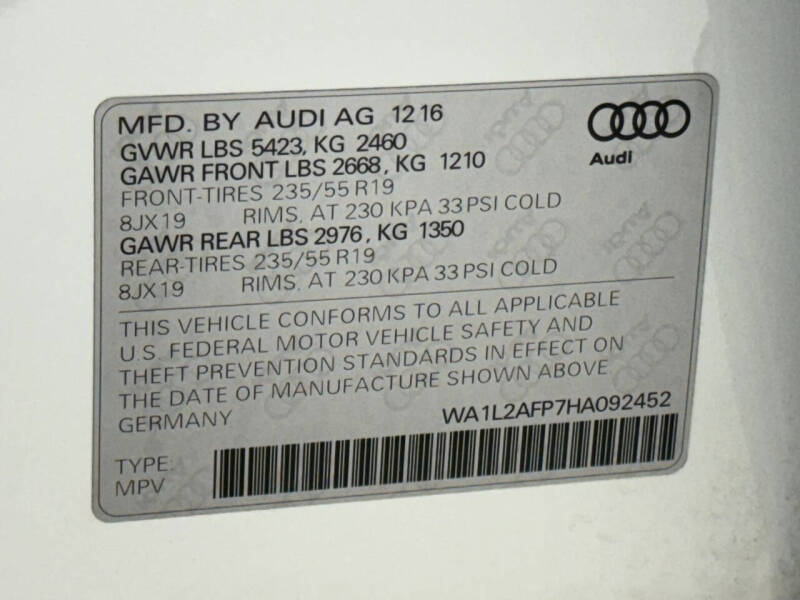 MFD. BY AUDI AG 12 16
GVWR LBS 5423, KG 2460
GAWR FRONT LBS 2668, KG 1210
FRONT-TIRES 235/55 R19
8JX19 RIMS, AT 230 KPA 33 PSI COLD
GAWR REAR LBS 2976, KG 1350
REAR-TIRES 235/55 R19
8JX19 RIMS, AT 230 KPA 33 PSI COLD
Audi
THIS VEHICLE CONFORMS TO ALL APPLICABLE
U.S. FEDERAL MOTOR VEHICLE SAFETY AND
THEFT PREVENTION STANDARDS IN EFFECT ON
THE DATE OF MANUFACTURE SHOWN ABOVE
GERMANY WA1L2AFP7HA092452
TYPE:
MPV